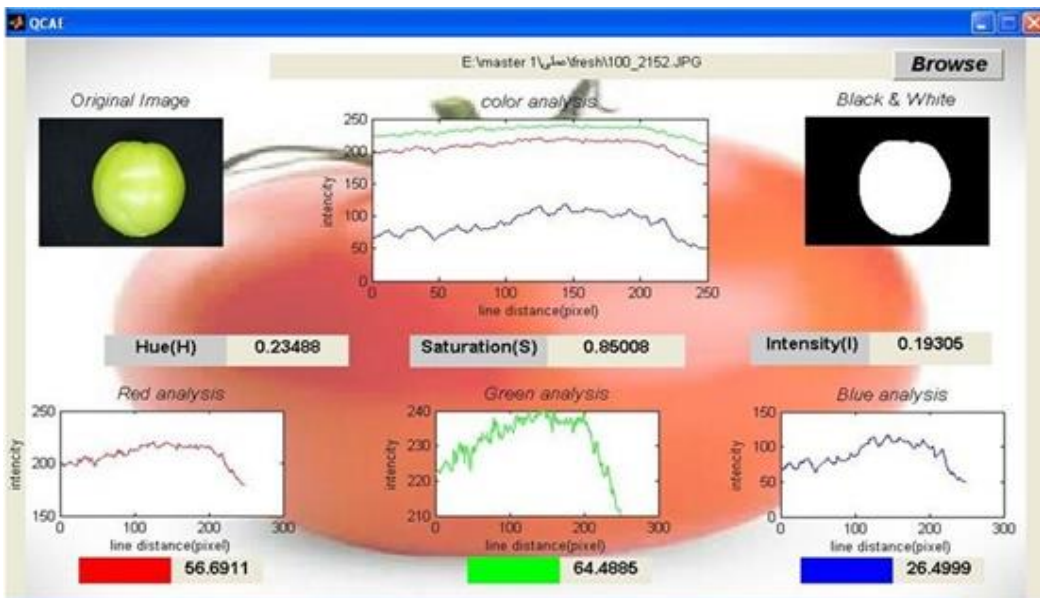 QCAE
E:\master 1\عملی\fresh\100_2152.JPG
Browse
Original Image
color analysis
Black & White
250
200
150
100
50
0
intencity
0 50 100 150 200 250
line distance(pixel)
Hue(H) 0.23488
Saturation(S) 0.85008
Intensity(I) 0.19305
Red analysis
250
200
150
intencity
0 100 200 300
line distance(pixel)
56.6911
Green analysis
240
230
220
210
intencity
0 100 200 300
line distance(pixel)
64.4885
Blue analysis
150
100
50
0
intencity
0 100 200 300
line distance(pixel)
26.4999